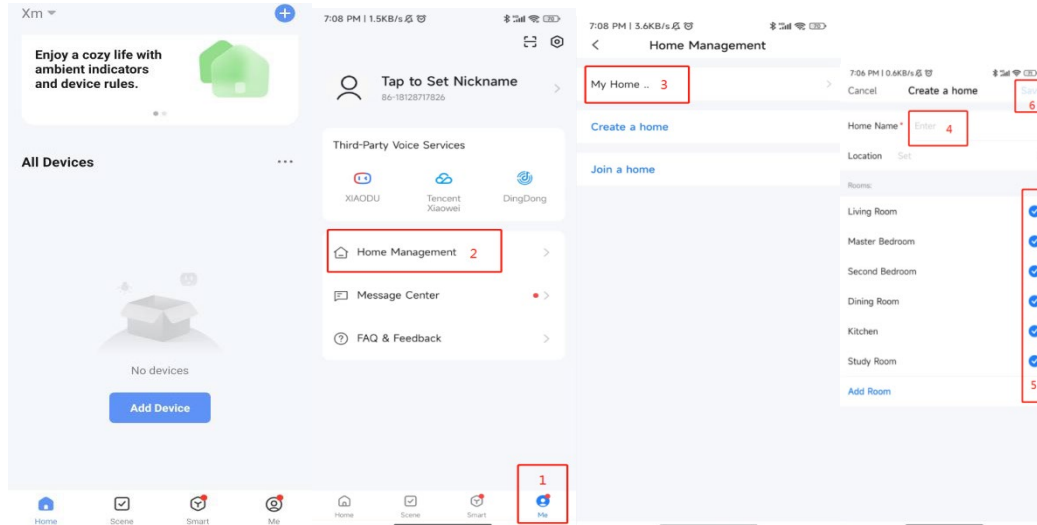 Xm
Enjoy a cozy life with
ambient indicators
and device rules.
All Devices
No devices
Add Device
Home
Scene
Smart
Me
7:08 PM | 1.5KB/s
Tap to Set Nickname
86-18128717826
Third-Party Voice Services
XIAODU
Tencent
Xiaowei
DingDong
Home Management 2
Message Center
FAQ & Feedback
1
Home
Scene
Smart
Me
7:08 PM | 3.6KB/s
Home Management
My Home .. 3
Create a home
Join a home
7:06 PM | 0.6KB/s
Cancel
Create a home
Save
6
Home Name* Enter 4
Location Set
Rooms:
Living Room
Master Bedroom
Second Bedroom
Dining Room
Kitchen
Study Room
Add Room
5